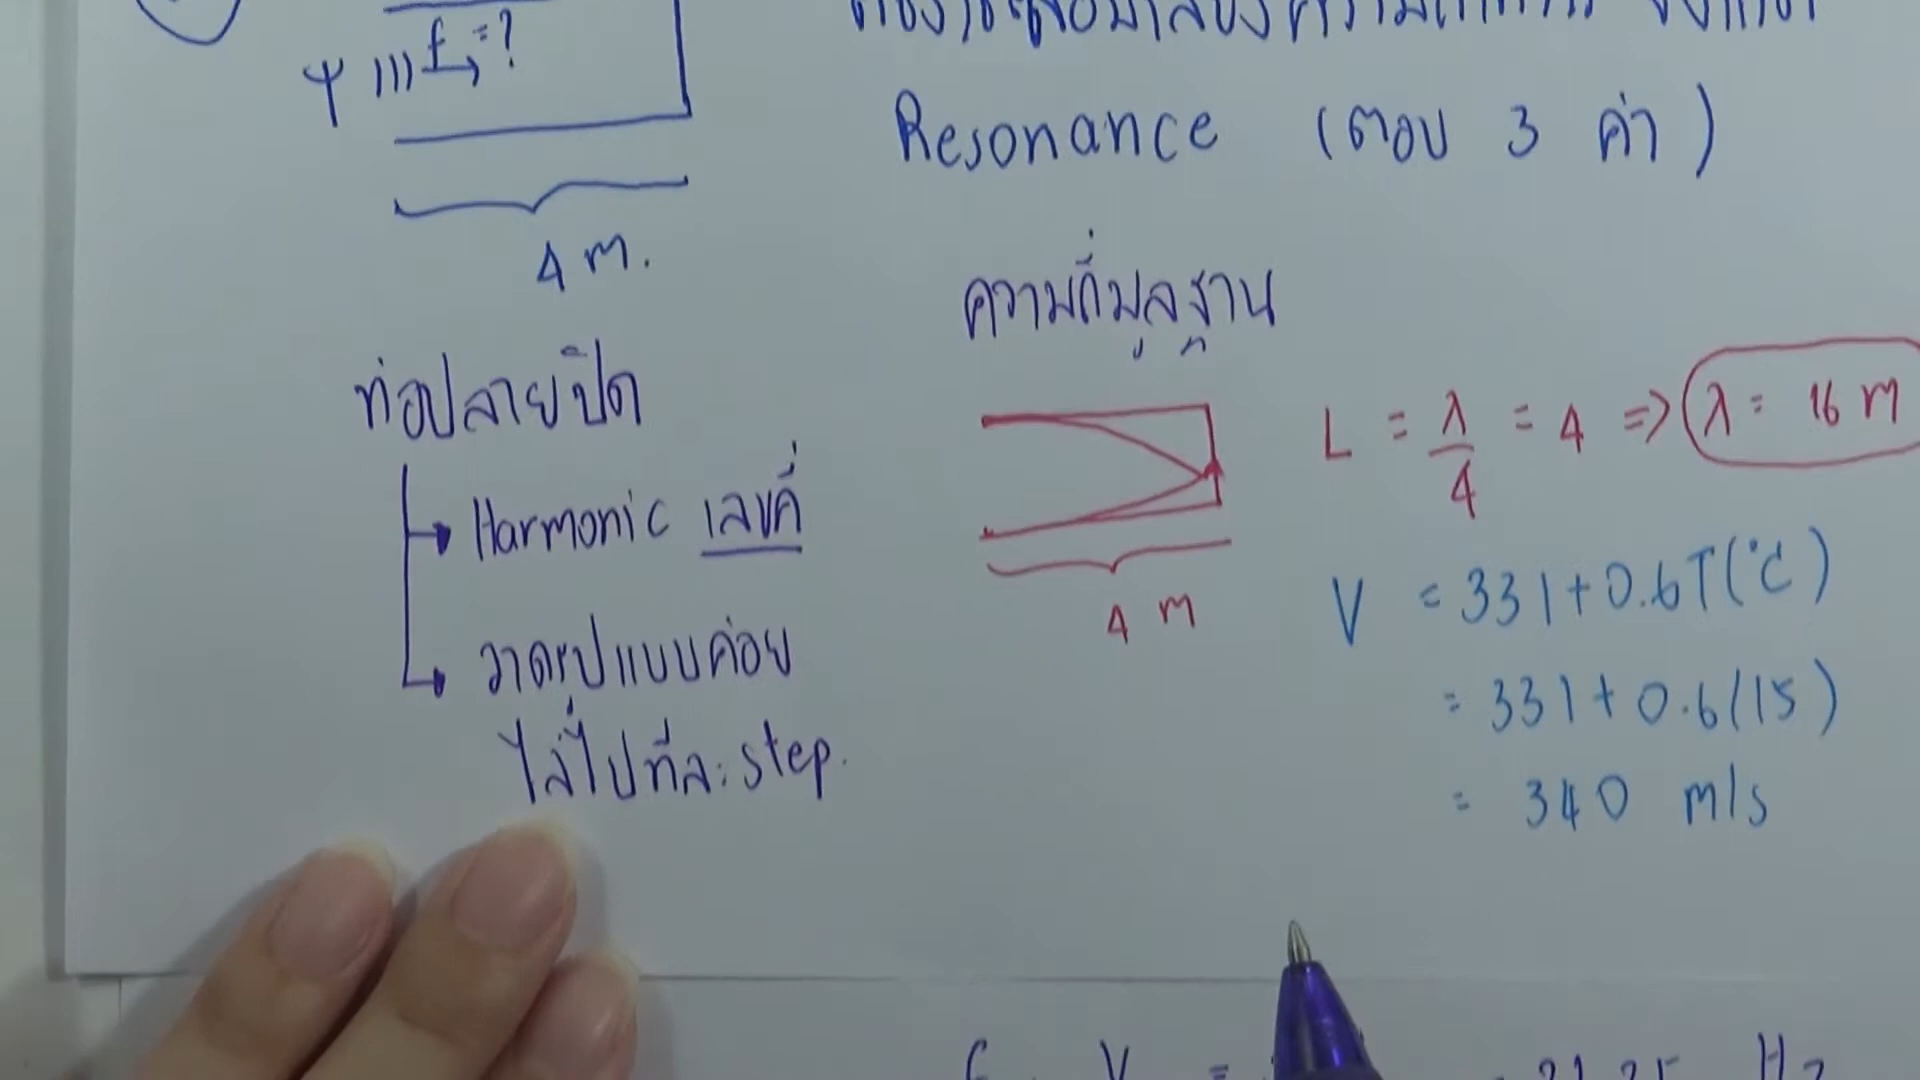 f = ?
Resonance (ตอบ 3 ค่า)
4 m.
ความถี่มูลฐาน
ท่อปลายปิด
L = λ/4 = 4 => λ = 16 m
Harmonic เลขคี่
4 m
V = 331 + 0.6T(°C)
วาดรูปแบบค่อย
= 331 + 0.6(15)
ไล่ไปทีละ step.
= 340 m/s